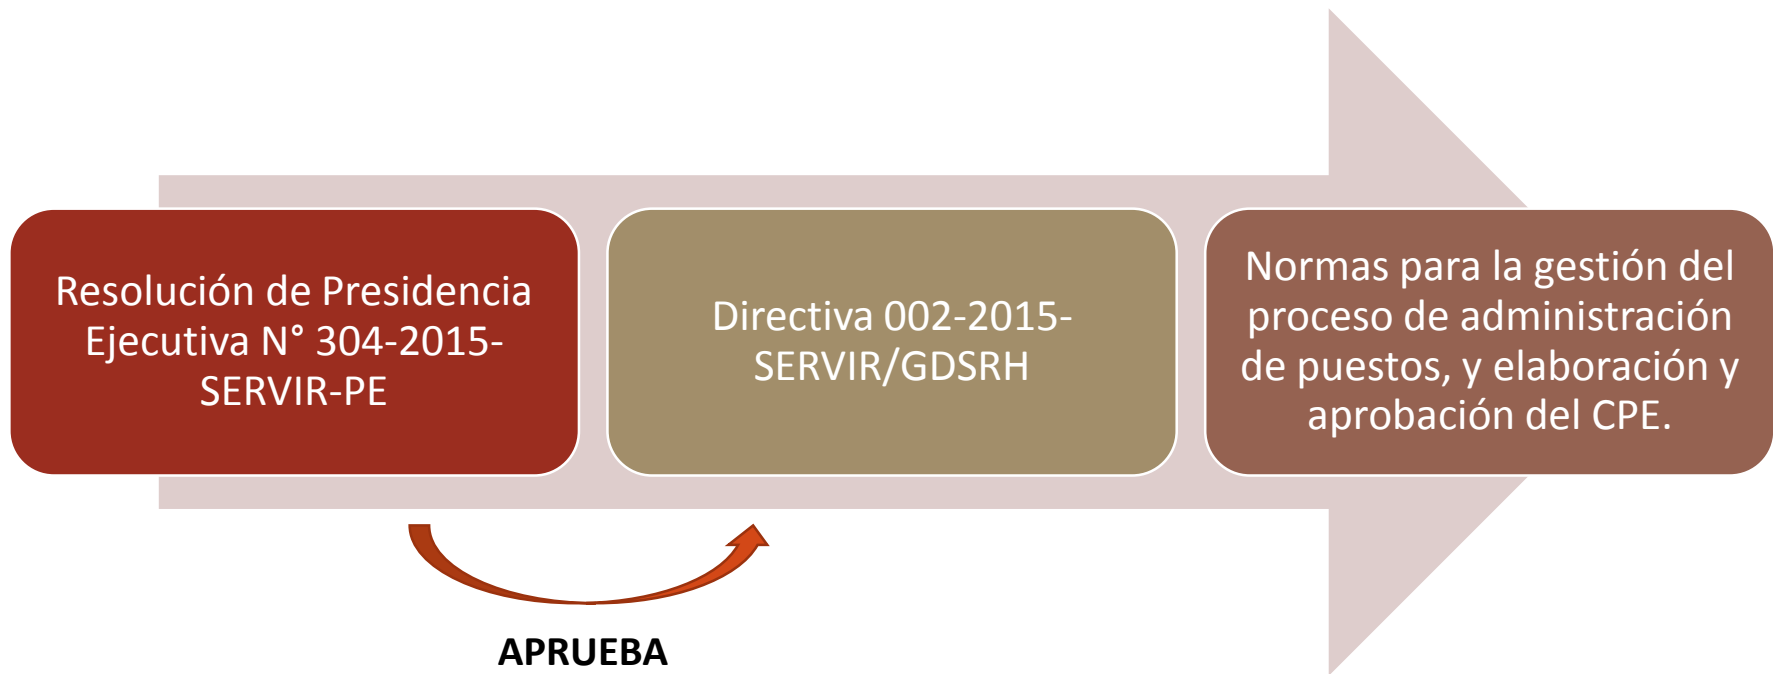 Resolución de Presidencia
Ejecutiva N° 304-2015-
SERVIR-PE
Directiva 002-2015-
SERVIR/GDSRH
Normas para la gestión del
proceso de administración
de puestos, y elaboración y
aprobación del CPE.
APRUEBA